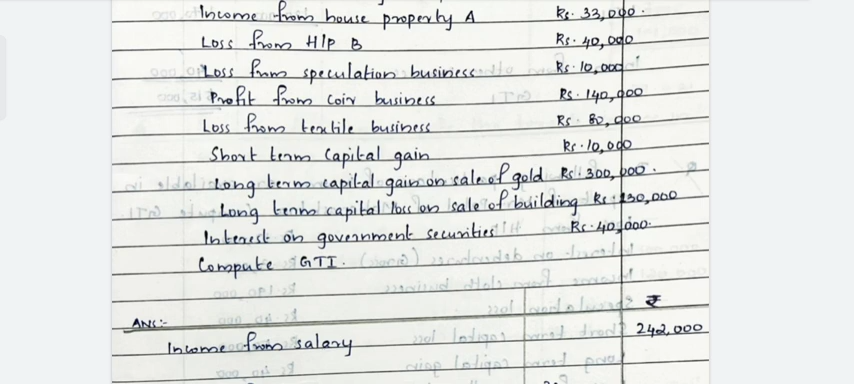 Income from house property A Rs. 33,000.
Loss from H/P B Rs. 40,000
Loss from speculation business Rs. 10,000
Profit from coir business Rs. 140,000
Loss from textile business Rs. 80,000
Short term Capital gain Rs. 10,000
Long term capital gain on sale of gold Rs. 300,000.
Long term capital loss on sale of building Rs. 130,000
Interest on government securities Rs. 40,000.
Compute GTI.
₹
Ans:-
Income from salary 242,000